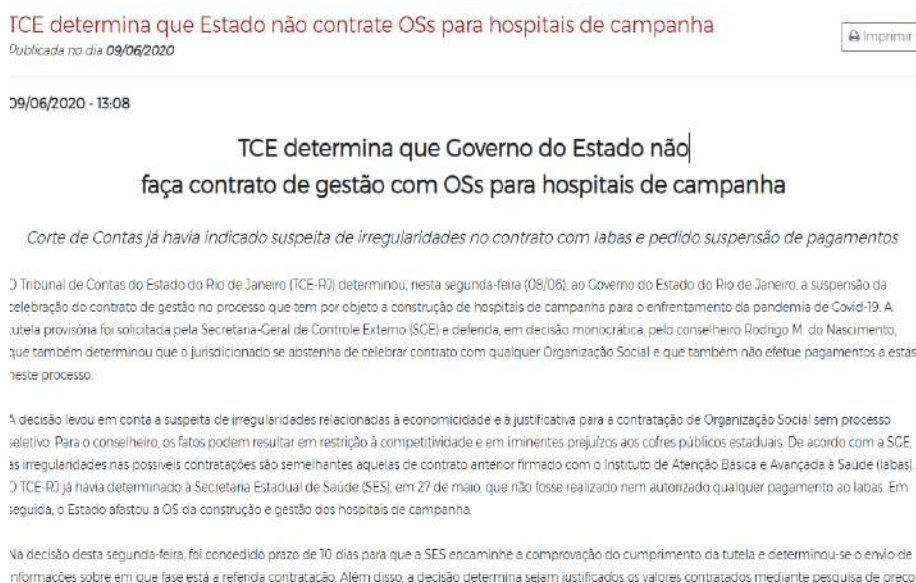 TCE determina que Estado não contrate OSs para hospitais de campanha
Publicada no dia 09/06/2020
Imprimir
09/06/2020 - 13:08
TCE determina que Governo do Estado não
faça contrato de gestão com OSs para hospitais de campanha
Corte de Contas já havia indicado suspeita de irregularidades no contrato com Iabas e pedido suspensão de pagamentos
O Tribunal de Contas do Estado do Rio de Janeiro (TCE-RJ) determinou, nesta segunda-feira (08/06), ao Governo do Estado do Rio de Janeiro, a suspensão da
celebração do contrato de gestão no processo que tem por objeto a construção de hospitais de campanha para o enfrentamento da pandemia de Covid-19. A
tutela provisória foi solicitada pela Secretaria-Geral de Controle Externo (SGE) e deferida, em decisão monocrática, pelo conselheiro Rodrigo M. do Nascimento,
que também determinou que o jurisdicionado se abstenha de celebrar contrato com qualquer Organização Social e que também não efetue pagamentos a estas
neste processo.
A decisão levou em conta a suspeita de irregularidades relacionadas à economicidade e à justificativa para a contratação de Organização Social sem processo
seletivo. Para o conselheiro, os fatos podem resultar em restrição à competitividade e em iminentes prejuízos aos cofres públicos estaduais. De acordo com a SGE,
as irregularidades nas possíveis contratações são semelhantes àquelas de contrato anterior firmado com o Instituto de Atenção Básica e Avançada à Saúde (Iabas).
O TCE-RJ já havia determinado à Secretaria Estadual de Saúde (SES), em 27 de maio, que não fosse realizado nem autorizado qualquer pagamento ao Iabas. Em
seguida, o Estado afastou a OS da construção e gestão dos hospitais de campanha.
Na decisão desta segunda-feira, foi concedido prazo de 10 dias para que a SES encaminhe a comprovação do cumprimento da tutela e determinou-se o envio de
informações sobre em que fase está a referida contratação. Além disso, a decisão determina sejam justificados os valores contratados mediante pesquisa de preço